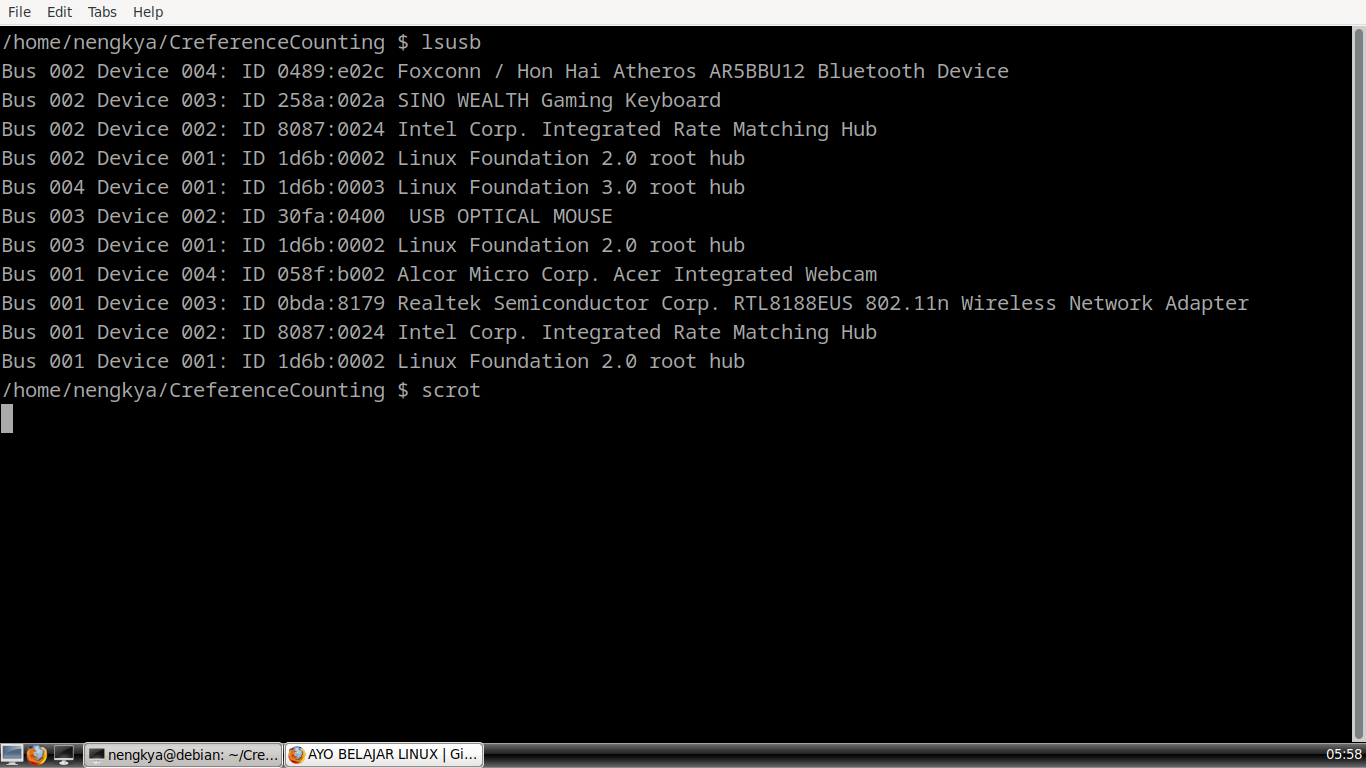 File Edit Tabs Help
/home/nengkya/CreferenceCounting $ lsusb
Bus 002 Device 004: ID 0489:e02c Foxconn / Hon Hai Atheros AR5BBU12 Bluetooth Device
Bus 002 Device 003: ID 258a:002a SINO WEALTH Gaming Keyboard
Bus 002 Device 002: ID 8087:0024 Intel Corp. Integrated Rate Matching Hub
Bus 002 Device 001: ID 1d6b:0002 Linux Foundation 2.0 root hub
Bus 004 Device 001: ID 1d6b:0003 Linux Foundation 3.0 root hub
Bus 003 Device 002: ID 30fa:0400  USB OPTICAL MOUSE
Bus 003 Device 001: ID 1d6b:0002 Linux Foundation 2.0 root hub
Bus 001 Device 004: ID 058f:b002 Alcor Micro Corp. Acer Integrated Webcam
Bus 001 Device 003: ID 0bda:8179 Realtek Semiconductor Corp. RTL8188EUS 802.11n Wireless Network Adapter
Bus 001 Device 002: ID 8087:0024 Intel Corp. Integrated Rate Matching Hub
Bus 001 Device 001: ID 1d6b:0002 Linux Foundation 2.0 root hub
/home/nengkya/CreferenceCounting $ scrot
nengkya@debian: ~/Cre... AYO BELAJAR LINUX | Gi... 05:58